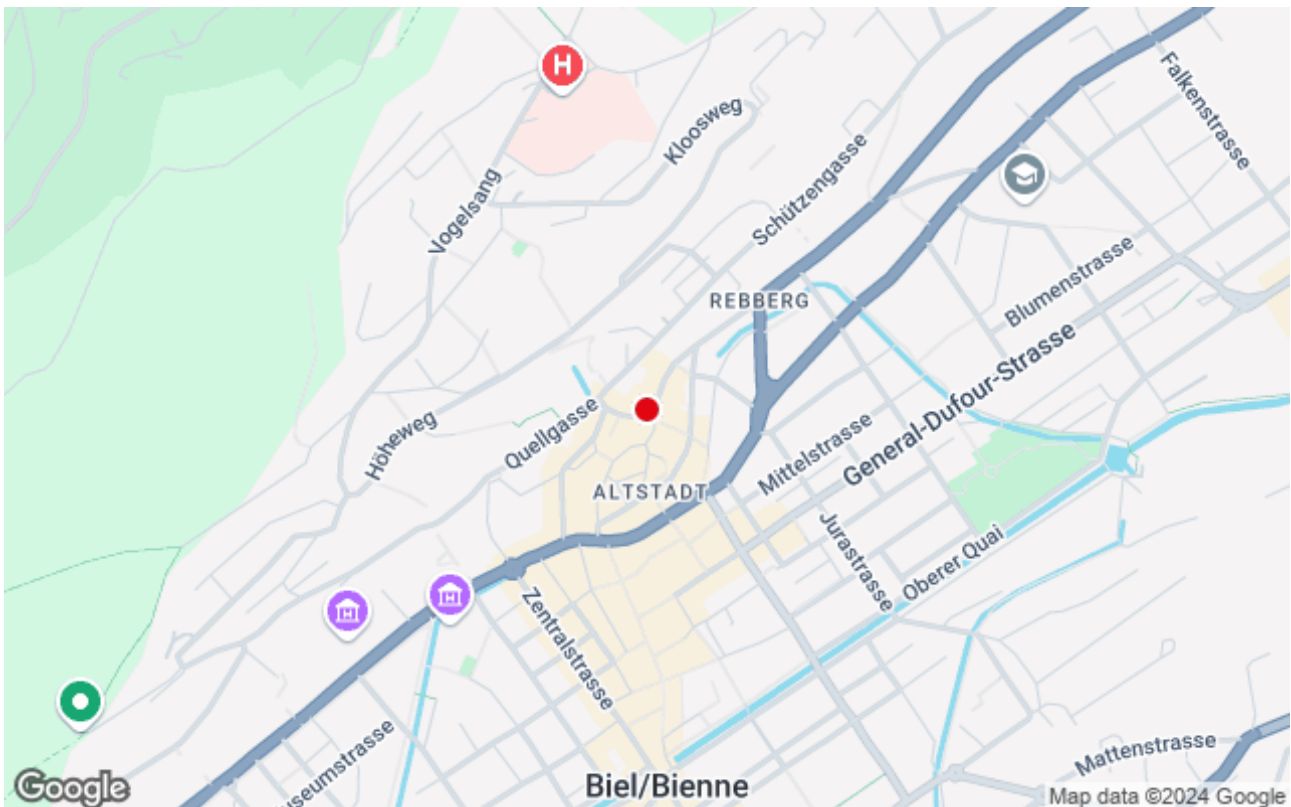 H
Kloosweg
Falkenstrasse
Vogelsang
Schützengasse
REBBERG
Blumenstrasse
Höheweg
Quellgasse
General-Dufour-Strasse
Mittelstrasse
ALTSTADT
Jurastrasse
Oberer Quai
Zentralstrasse
useumstrasse
Mattenstrasse
Biel/Bienne
Google
Map data ©2024 Google